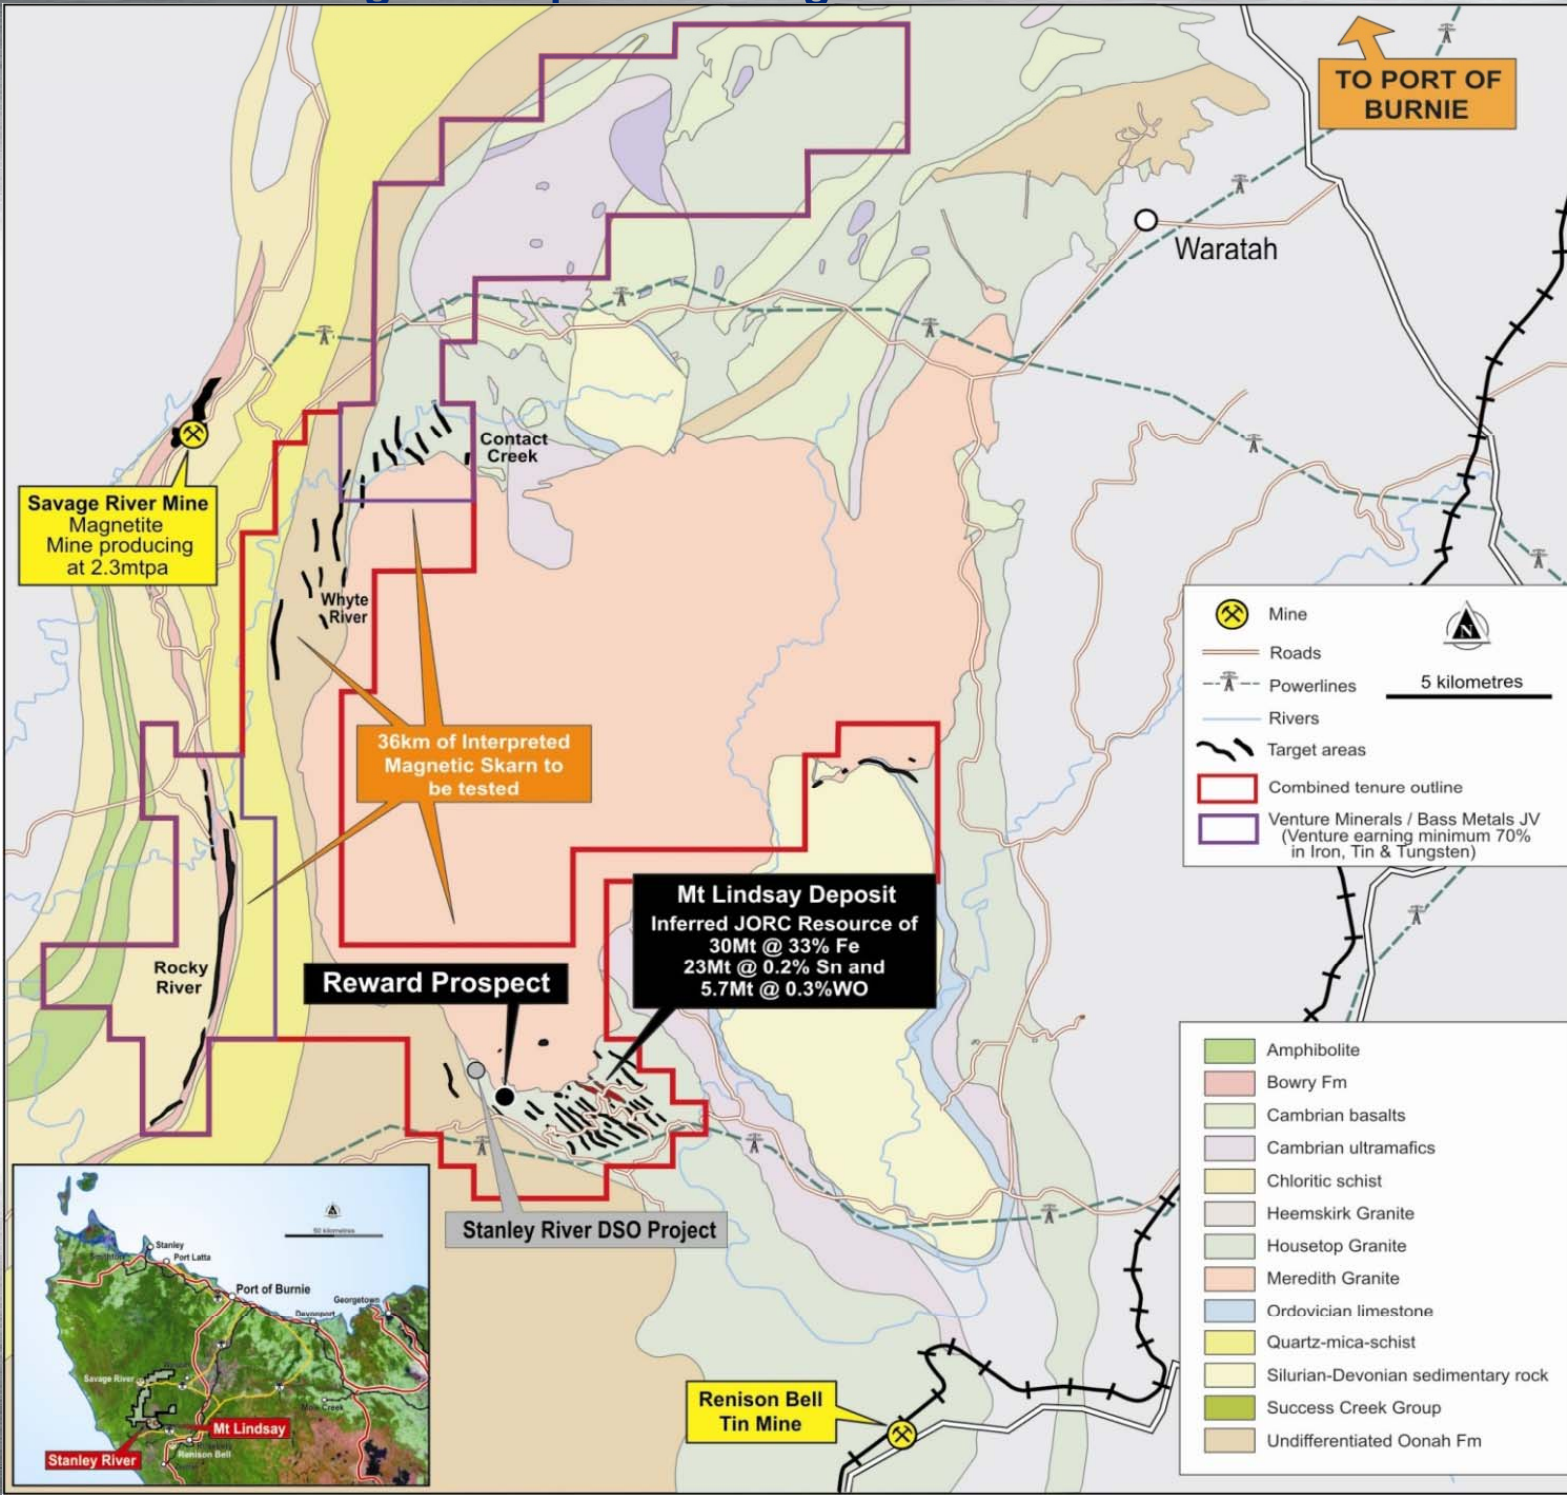 TO PORT OF
BURNIE
Waratah
Contact
Creek
Savage River Mine
Magnetite
Mine producing
at 2.3mtpa
Whyte
River
Mine
N
Roads
5 kilometres
Powerlines
Rivers
Target areas
Combined tenure outline
Venture Minerals / Bass Metals JV
(Venture earning minimum 70%
in Iron, Tin & Tungsten)
36km of Interpreted
Magnetic Skarn to
be tested
Mt Lindsay Deposit
Inferred JORC Resource of
30Mt @ 33% Fe
23Mt @ 0.2% Sn and
5.7Mt @ 0.3%WO
Rocky
River
Reward Prospect
Stanley River DSO Project
Amphibolite
Bowry Fm
Cambrian basalts
Cambrian ultramafics
Chloritic schist
Heemskirk Granite
Housetop Granite
Meredith Granite
Ordovician limestone
Quartz-mica-schist
Silurian-Devonian sedimentary rock
Success Creek Group
Undifferentiated Oonah Fm
Renison Bell
Tin Mine
50 kilometres
Stanley
Port Latta
Port of Burnie
Georgetown
Devonport
Savage River
Mole Creek
Mt Lindsay
Renison Bell
Stanley River